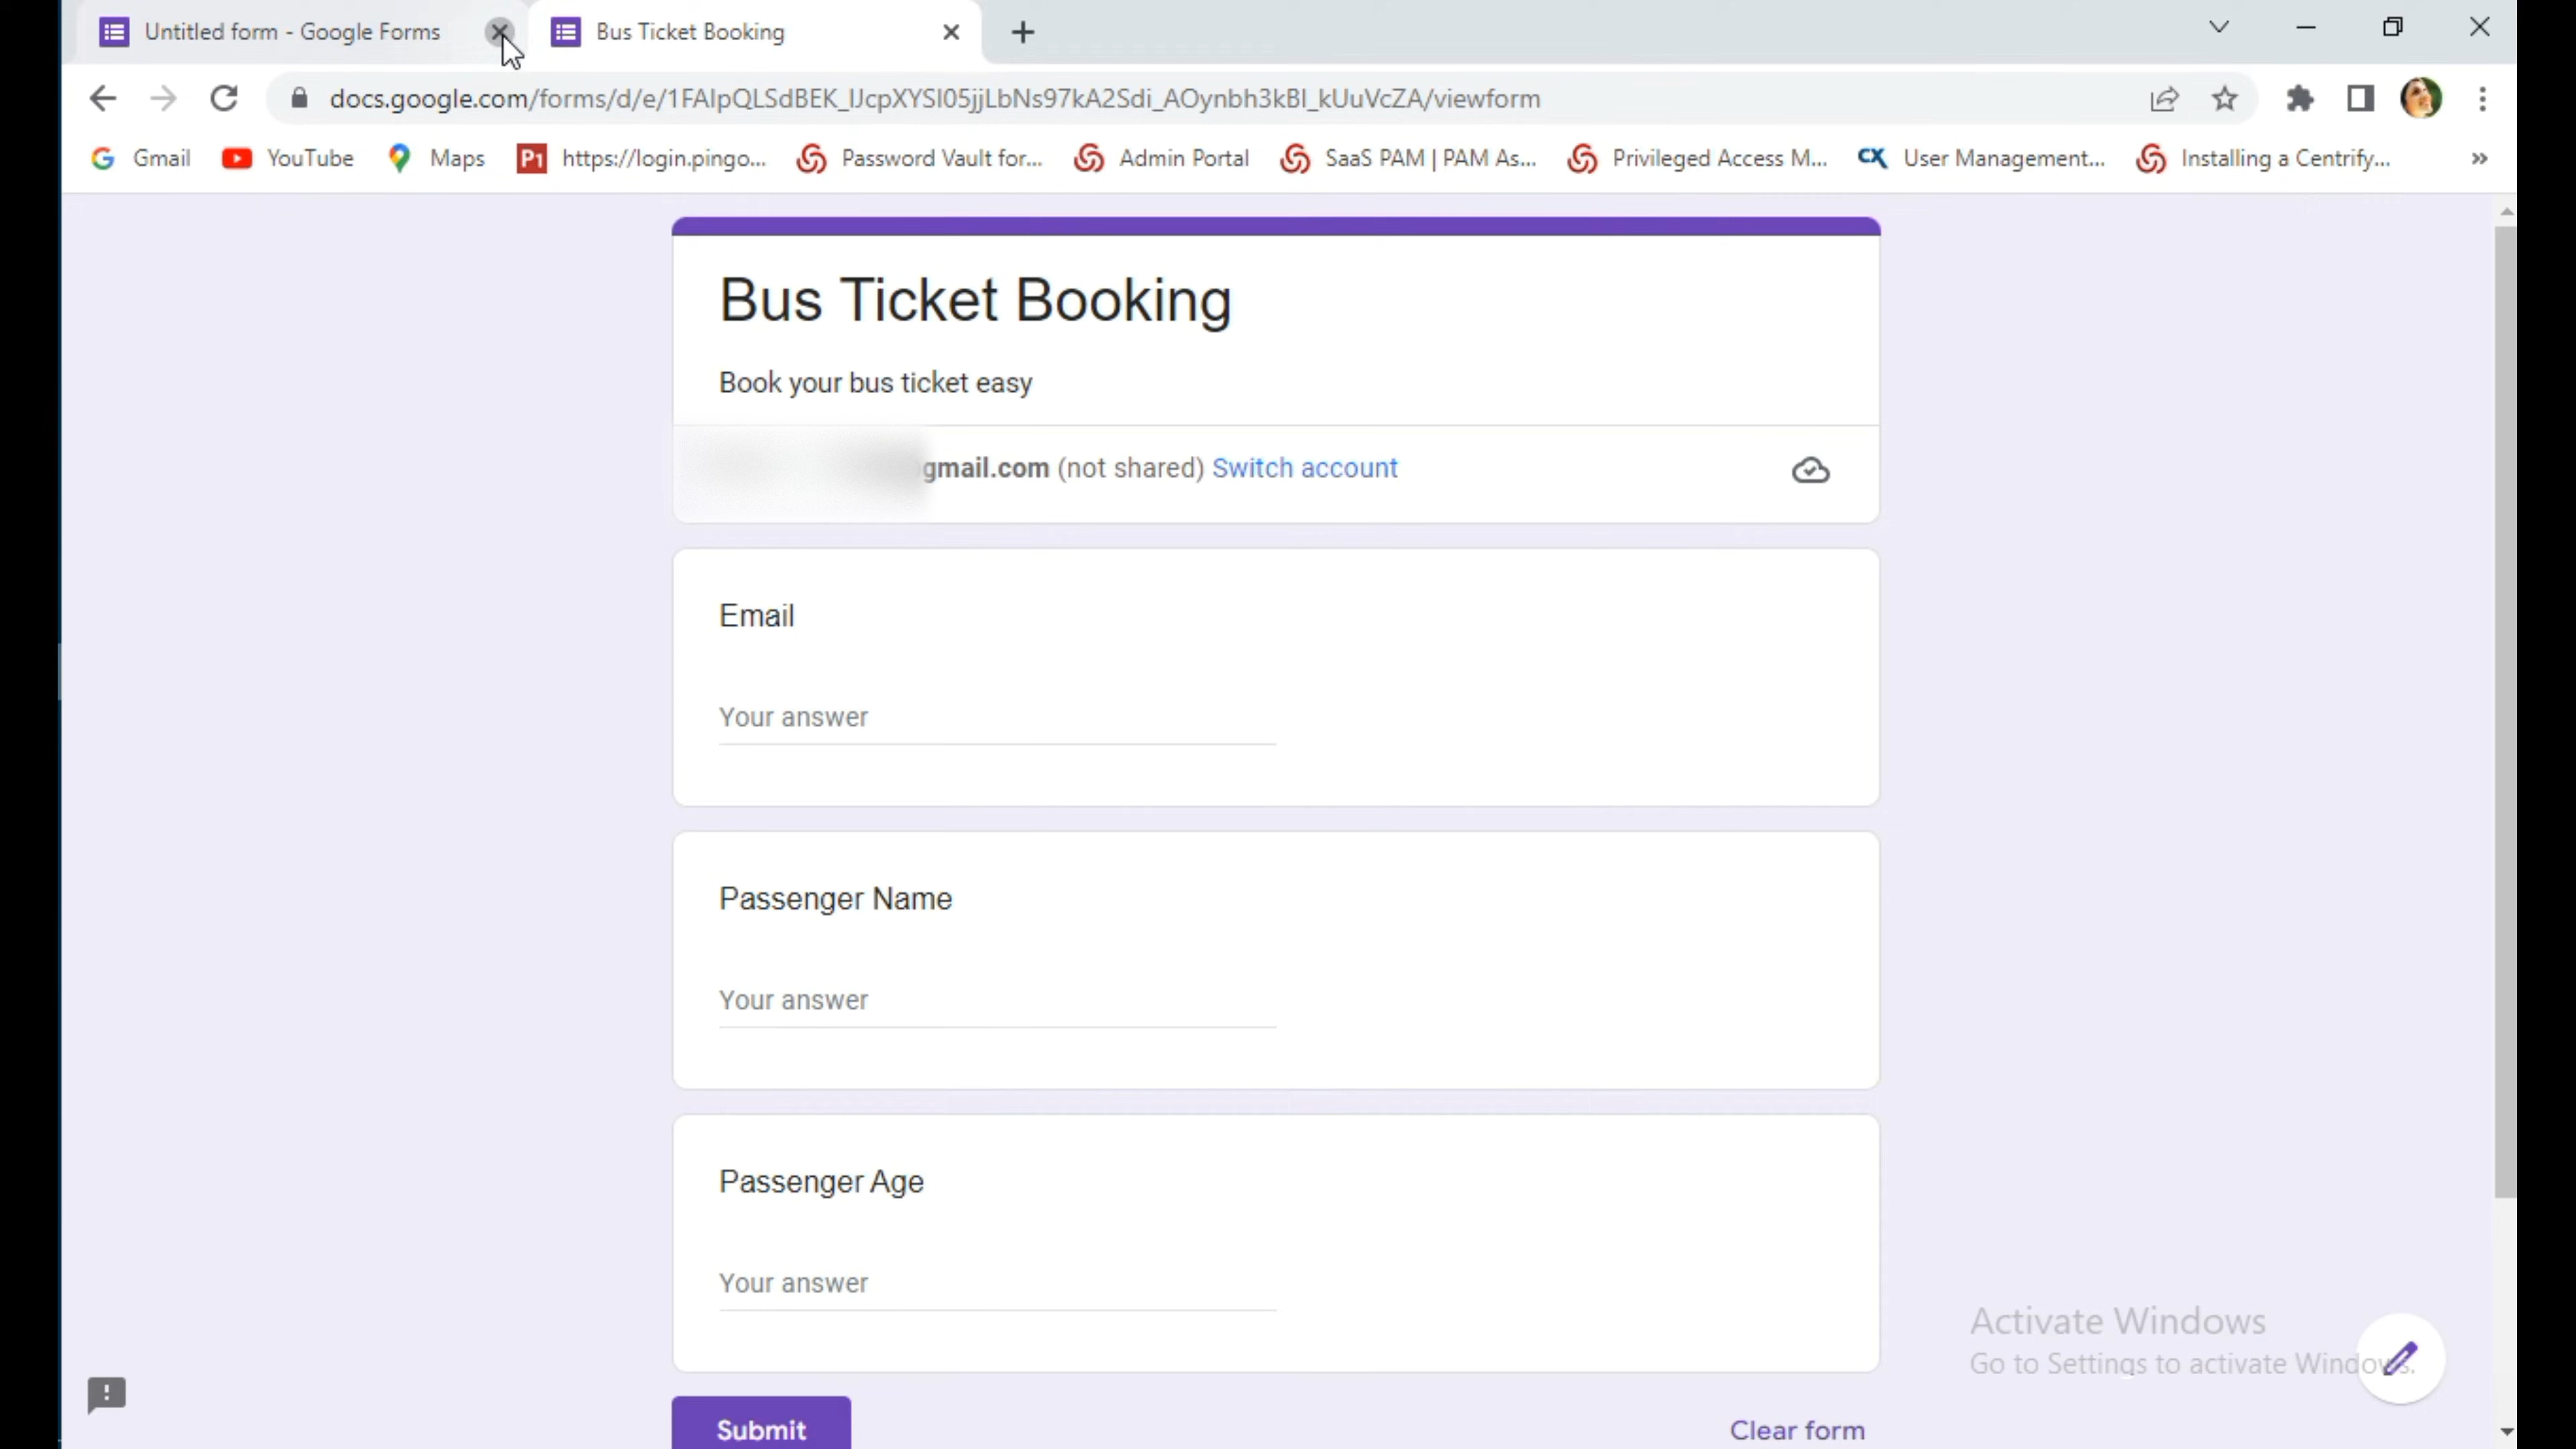 Untitled form - Google Forms
Bus Ticket Booking
docs.google.com/forms/d/e/1FAIpQLSdBEK_lJcpXYSI05jjLbNs97kA2Sdi_AOynbh3kBI_kUuVcZA/viewform
Gmail YouTube Maps https://login.pingo... Password Vault for... Admin Portal SaaS PAM | PAM As... Privileged Access M... User Management... Installing a Centrify... »
Bus Ticket Booking
Book your bus ticket easy
gmail.com (not shared) Switch account
Email
Your answer
Passenger Name
Your answer
Passenger Age
Your answer
Activate Windows
Go to Settings to activate Windows.
Submit
Clear form